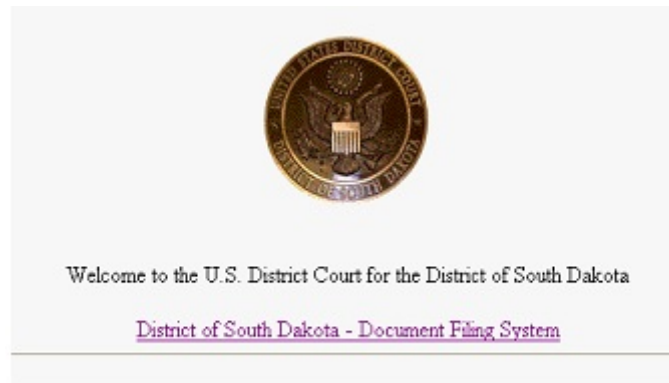 UNITED STATES DISTRICT COURT
DISTRICT OF SOUTH DAKOTA
Welcome to the U.S. District Court for the District of South Dakota
District of South Dakota - Document Filing System